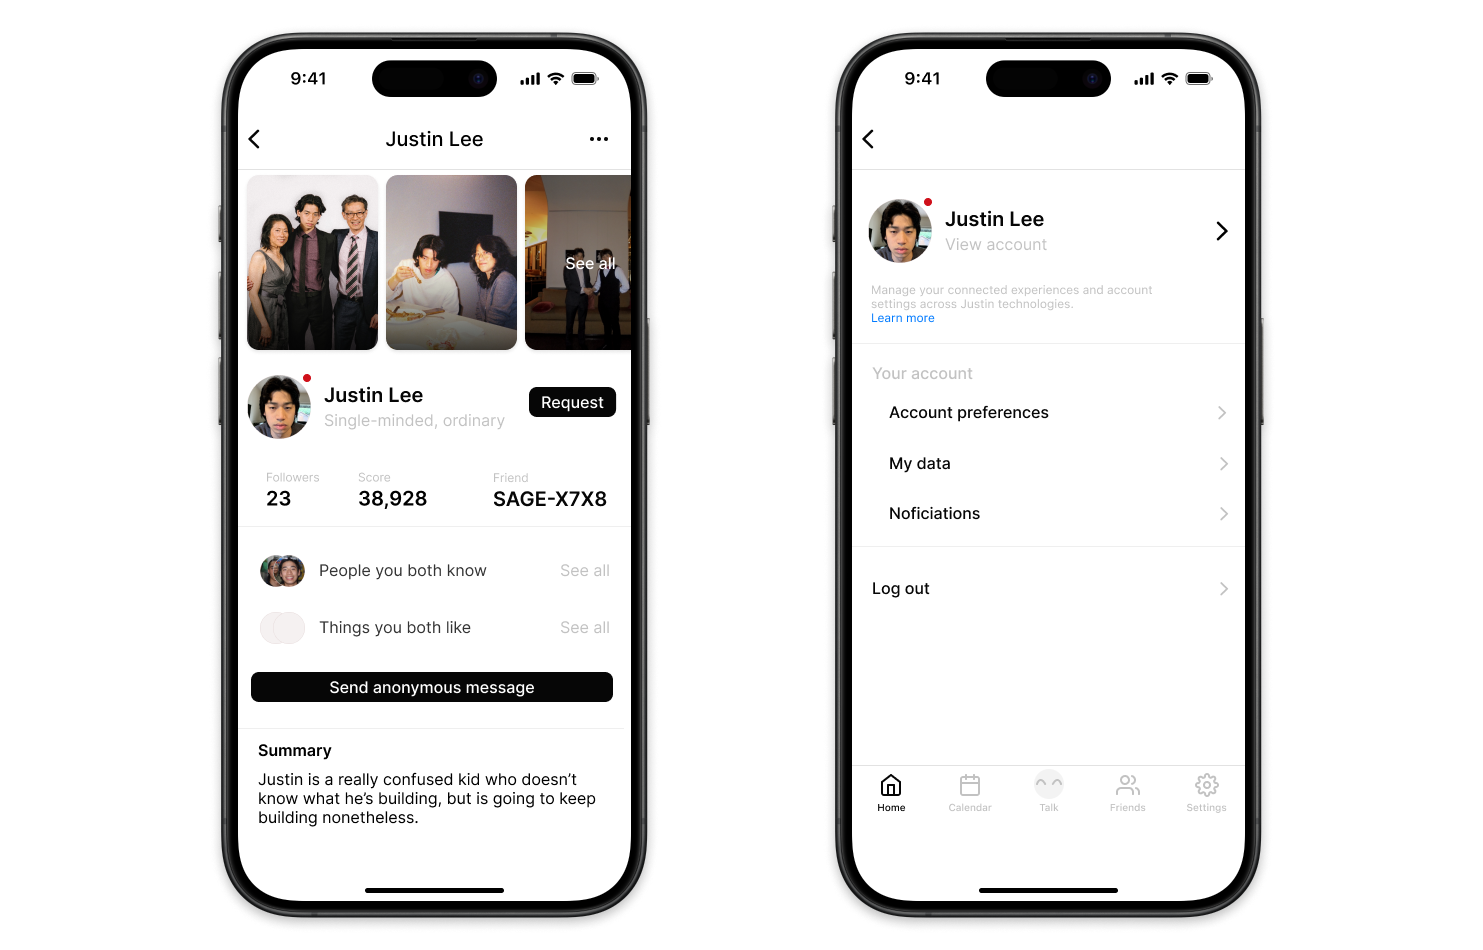 9:41
Justin Lee
See all
Justin Lee
Single-minded, ordinary
Request
Followers
23
Score
38,928
Friend
SAGE-X7X8
People you both know
See all
Things you both like
See all
Send anonymous message
Summary
Justin is a really confused kid who doesn’t
know what he’s building, but is going to keep
building nonetheless.
9:41
Justin Lee
View account
Manage your connected experiences and account
settings across Justin technologies.
Learn more
Your account
Account preferences
My data
Noficiations
Log out
Home
Calendar
Talk
Friends
Settings